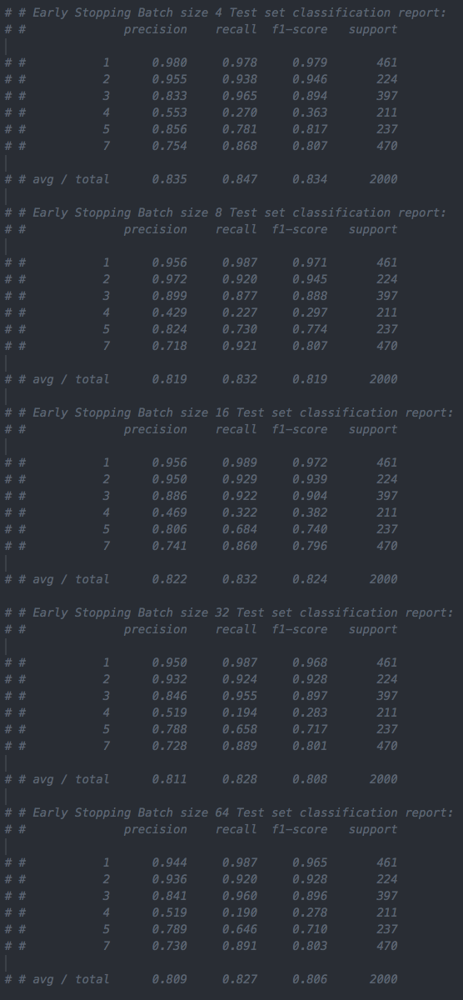 # # Early Stopping Batch size 4 Test set classification report:
# # precision recall f1-score support
# # 1 0.980 0.978 0.979 461
# # 2 0.955 0.938 0.946 224
# # 3 0.833 0.965 0.894 397
# # 4 0.553 0.270 0.363 211
# # 5 0.856 0.781 0.817 237
# # 7 0.754 0.868 0.807 470
# # avg / total 0.835 0.847 0.834 2000
# # Early Stopping Batch size 8 Test set classification report:
# # precision recall f1-score support
# # 1 0.956 0.987 0.971 461
# # 2 0.972 0.920 0.945 224
# # 3 0.899 0.877 0.888 397
# # 4 0.429 0.227 0.297 211
# # 5 0.824 0.730 0.774 237
# # 7 0.718 0.921 0.807 470
# # avg / total 0.819 0.832 0.819 2000
# # Early Stopping Batch size 16 Test set classification report:
# # precision recall f1-score support
# # 1 0.956 0.989 0.972 461
# # 2 0.950 0.929 0.939 224
# # 3 0.886 0.922 0.904 397
# # 4 0.469 0.322 0.382 211
# # 5 0.806 0.684 0.740 237
# # 7 0.741 0.860 0.796 470
# # avg / total 0.822 0.832 0.824 2000
# # Early Stopping Batch size 32 Test set classification report:
# # precision recall f1-score support
# # 1 0.950 0.987 0.968 461
# # 2 0.932 0.924 0.928 224
# # 3 0.846 0.955 0.897 397
# # 4 0.519 0.194 0.283 211
# # 5 0.788 0.658 0.717 237
# # 7 0.728 0.889 0.801 470
# # avg / total 0.811 0.828 0.808 2000
# # Early Stopping Batch size 64 Test set classification report:
# # precision recall f1-score support
# # 1 0.944 0.987 0.965 461
# # 2 0.936 0.920 0.928 224
# # 3 0.841 0.960 0.896 397
# # 4 0.519 0.190 0.278 211
# # 5 0.789 0.646 0.710 237
# # 7 0.730 0.891 0.803 470
# # avg / total 0.809 0.827 0.806 2000